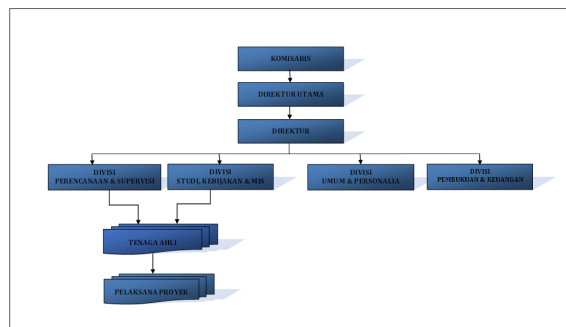 KOMISARIS
DIREKTUR UTAMA
DIREKTUR
DIVISI
PERENCANAAN & SUPERVISI
DIVISI
STUDI, KEBIJAKAN & MIS
DIVISI
UMUM & PERSONALIA
DIVISI
PEMBUKUAN & KEUANGAN
TENAGA AHLI
PELAKSANA PROYEK